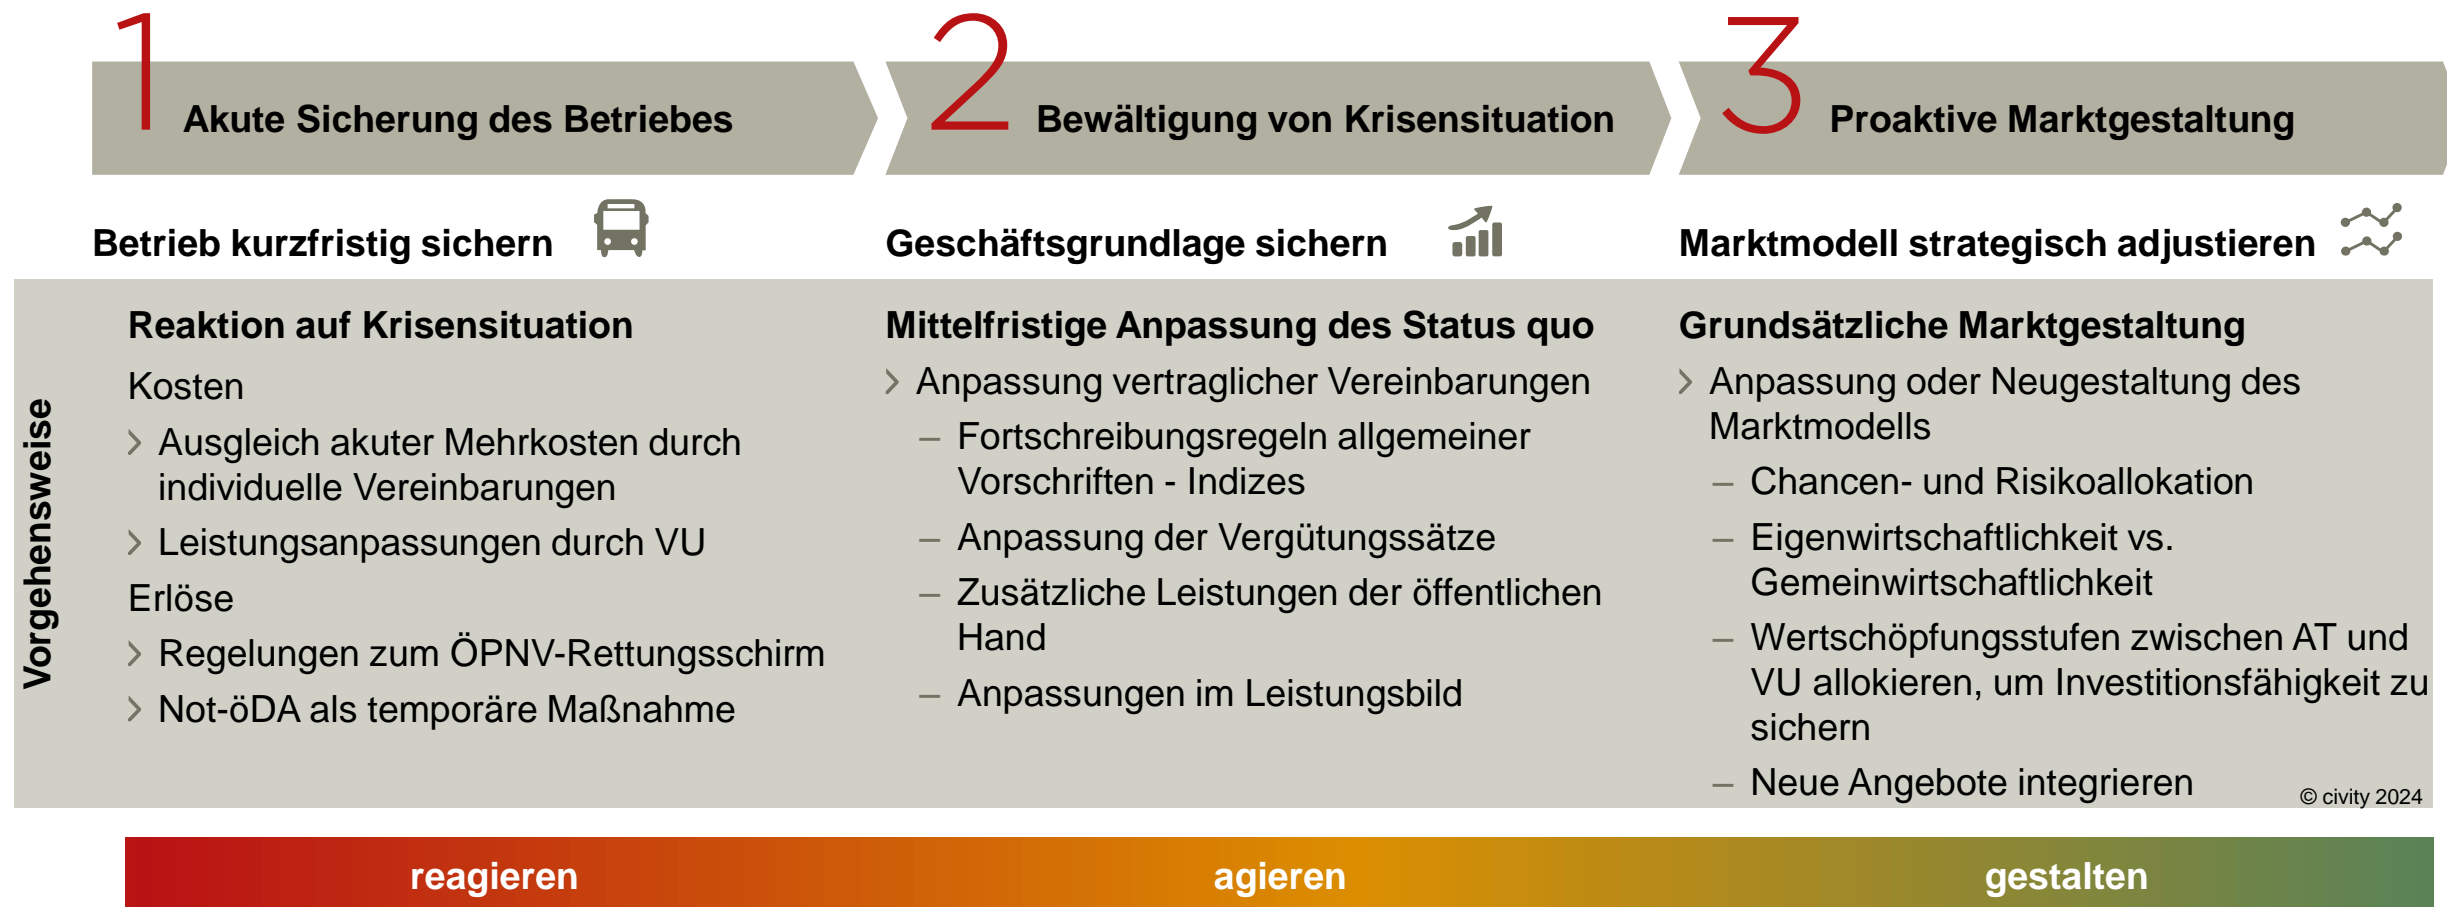 1 Akute Sicherung des Betriebes
Betrieb kurzfristig sichern
2 Bewältigung von Krisensituation
Geschäftsgrundlage sichern
3 Proaktive Marktgestaltung
Marktmodell strategisch adjustieren
Vorgehensweise
Reaktion auf Krisensituation
Kosten
› Ausgleich akuter Mehrkosten durch
individuelle Vereinbarungen
› Leistungsanpassungen durch VU
Erlöse
› Regelungen zum ÖPNV-Rettungsschirm
› Not-öDA als temporäre Maßnahme
Mittelfristige Anpassung des Status quo
› Anpassung vertraglicher Vereinbarungen
– Fortschreibungsregeln allgemeiner
Vorschriften - Indizes
– Anpassung der Vergütungssätze
– Zusätzliche Leistungen der öffentlichen
Hand
– Anpassungen im Leistungsbild
Grundsätzliche Marktgestaltung
› Anpassung oder Neugestaltung des
Marktmodells
– Chancen- und Risikoallokation
– Eigenwirtschaftlichkeit vs.
Gemeinwirtschaftlichkeit
– Wertschöpfungsstufen zwischen AT und
VU allokieren, um Investitionsfähigkeit zu
sichern
– Neue Angebote integrieren
© civity 2024
reagieren
agieren
gestalten